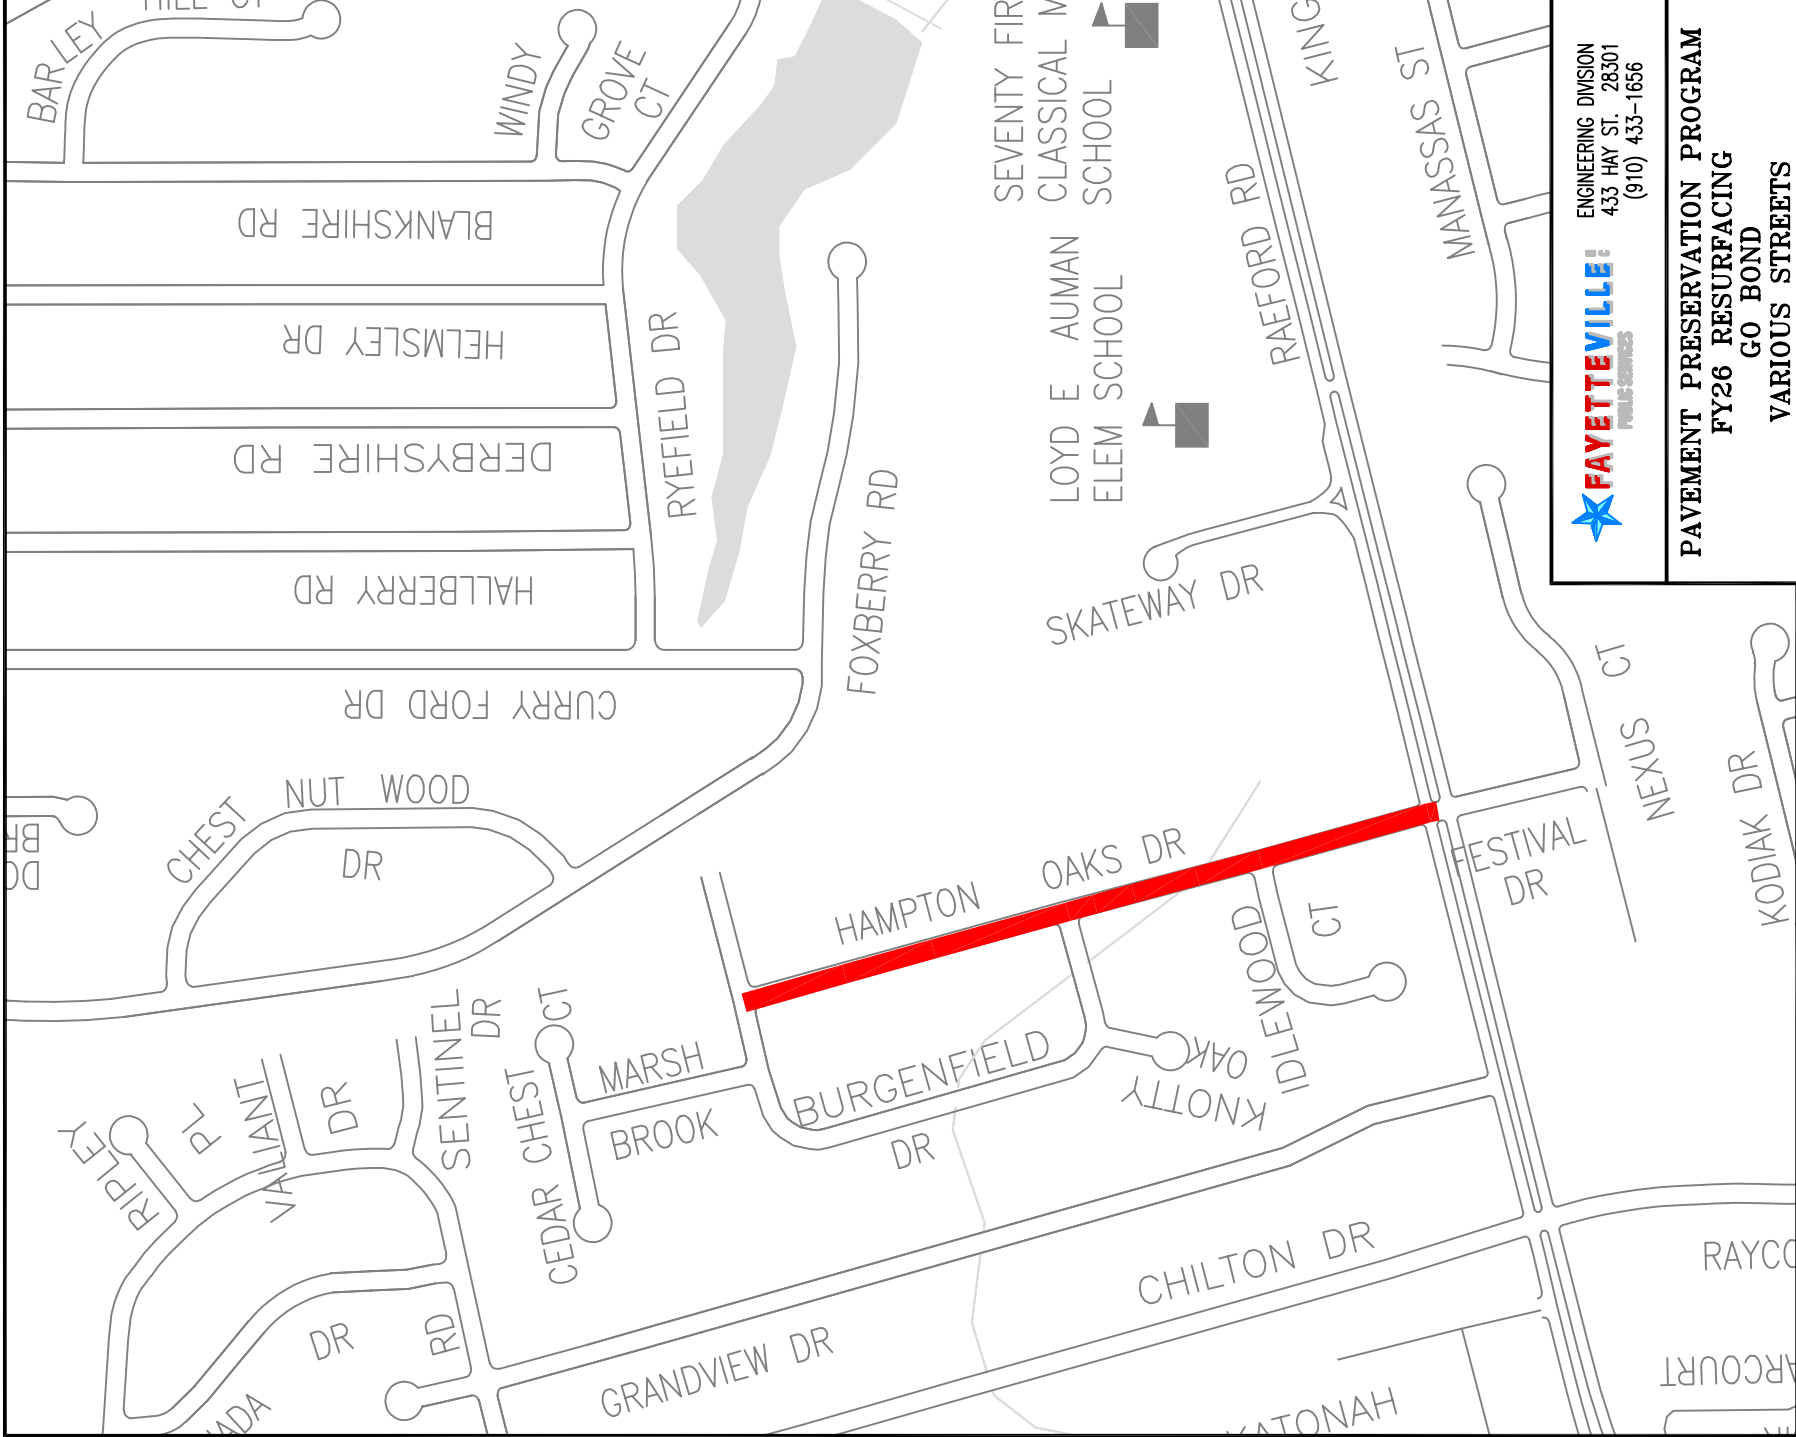 BARLEY
WINDY
GROVE
CT
BLANKSHIRE RD
HELMSLEY DR
DERBYSHIRE RD
HALLBERRY RD
CURRY FORD DR
RYEFIELD DR
FOXBERRY RD
SEVENTY FIR
CLASSICAL M
SCHOOL
LOYD E AUMAN
ELEM SCHOOL
RAEFORD RD
KING
MANASSAS ST
SKATEWAY DR
ENGINEERING DIVISION
433 HAY ST. 28301
(910) 433-1656
FAYETTEVILLE
PUBLIC SERVICES
PAVEMENT PRESERVATION PROGRAM
FY26 RESURFACING
GO BOND
VARIOUS STREETS
NEXUS CT
KODIAK DR
CHEST NUT WOOD
DR
HAMPTON OAKS DR
FESTIVAL
DR
IDLEWOOD
CT
KNOTTY
OAK
BURGENFIELD
DR
MARSH
BROOK
CEDAR CHEST CT
SENTINEL
DR
VALIANT
DR
RIPLEY
PL
DR
RD
GRANDVIEW DR
CHILTON DR
KATONAH
RAYCO
ARCOURT
NADA